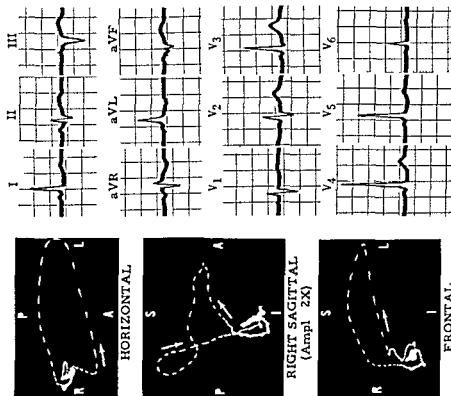 P
R L
A
HORIZONTAL
S
P A
I
RIGHT SAGITTAL
(Ampl 2X)
S
R L
I
FRONTAL
I II III
aVR aVL aVF
V1 V2 V3
V4 V5 V6